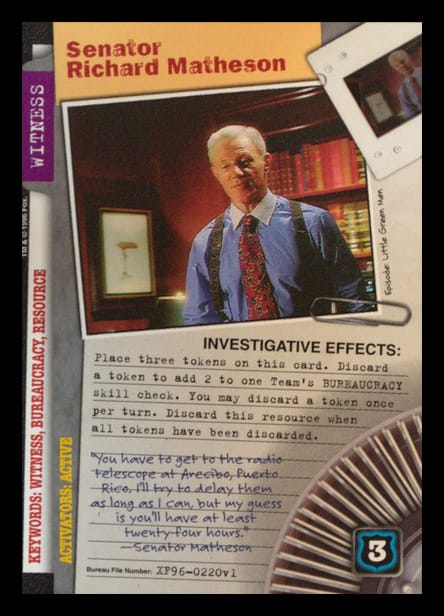 Senator
Richard Matheson
WITNESS
TM & © 1996 Fox.
Episode: Little Green Men
KEYWORDS: WITNESS, BUREAUCRACY, RESOURCE
ACTIVATORS: ACTIVE
INVESTIGATIVE EFFECTS:
Place three tokens on this card. Discard
a token to add 2 to one Team's BUREAUCRACY
skill check. You may discard a token once
per turn. Discard this resource when
all tokens have been discarded.
"You have to get to the radio
telescope at Arecibo, Puerto
Rico, I'll try to delay them
as long as I can, but my guess
is you'll have at least
twenty-four hours."
—Senator Matheson
3
Bureau File Number: XF96-0220v1